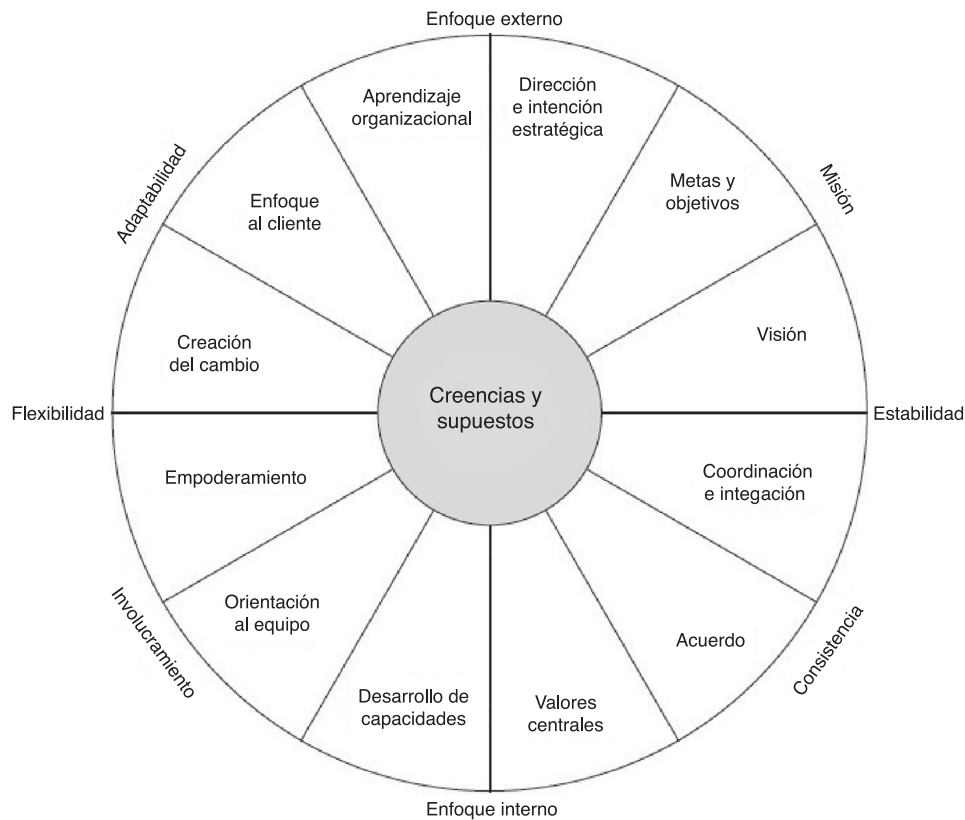 Enfoque externo
Aprendizaje
organizacional
Dirección
e intención
estratégica
Metas y
objetivos
Misión
Adaptabilidad
Enfoque
al cliente
Visión
Creación
del cambio
Creencias y
supuestos
Flexibilidad
Estabilidad
Empoderamiento
Coordinación
e integación
Orientación
al equipo
Acuerdo
Involucramiento
Consistencia
Desarrollo de
capacidades
Valores
centrales
Enfoque interno